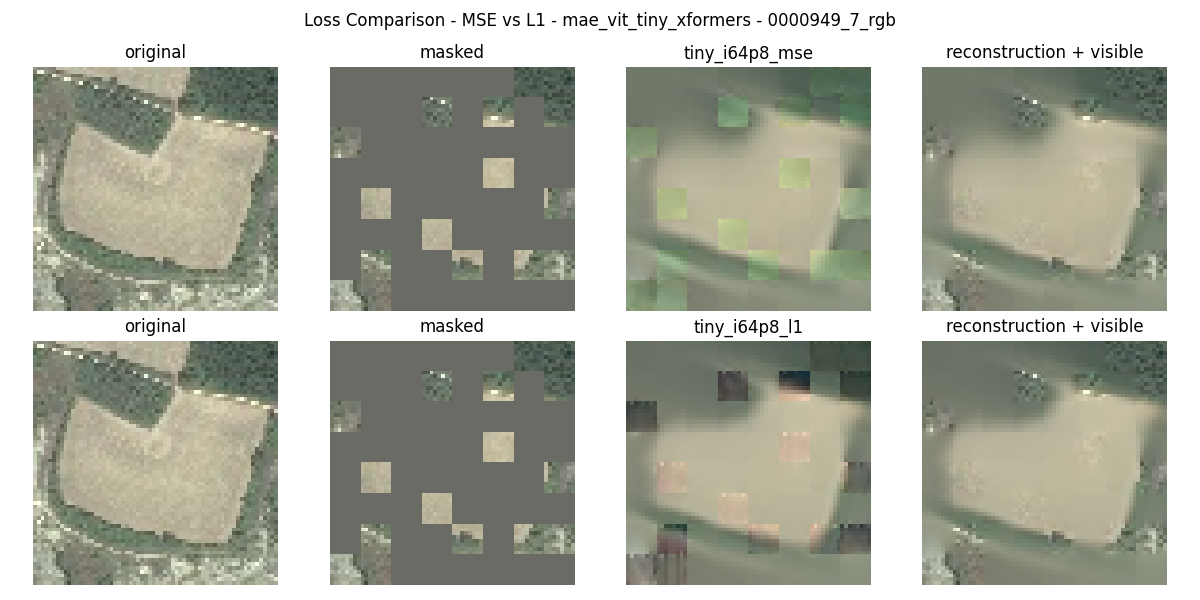 Loss Comparison - MSE vs L1 - mae_vit_tiny_xformers - 0000949_7_rgb
original masked tiny_i64p8_mse reconstruction + visible
original masked tiny_i64p8_l1 reconstruction + visible